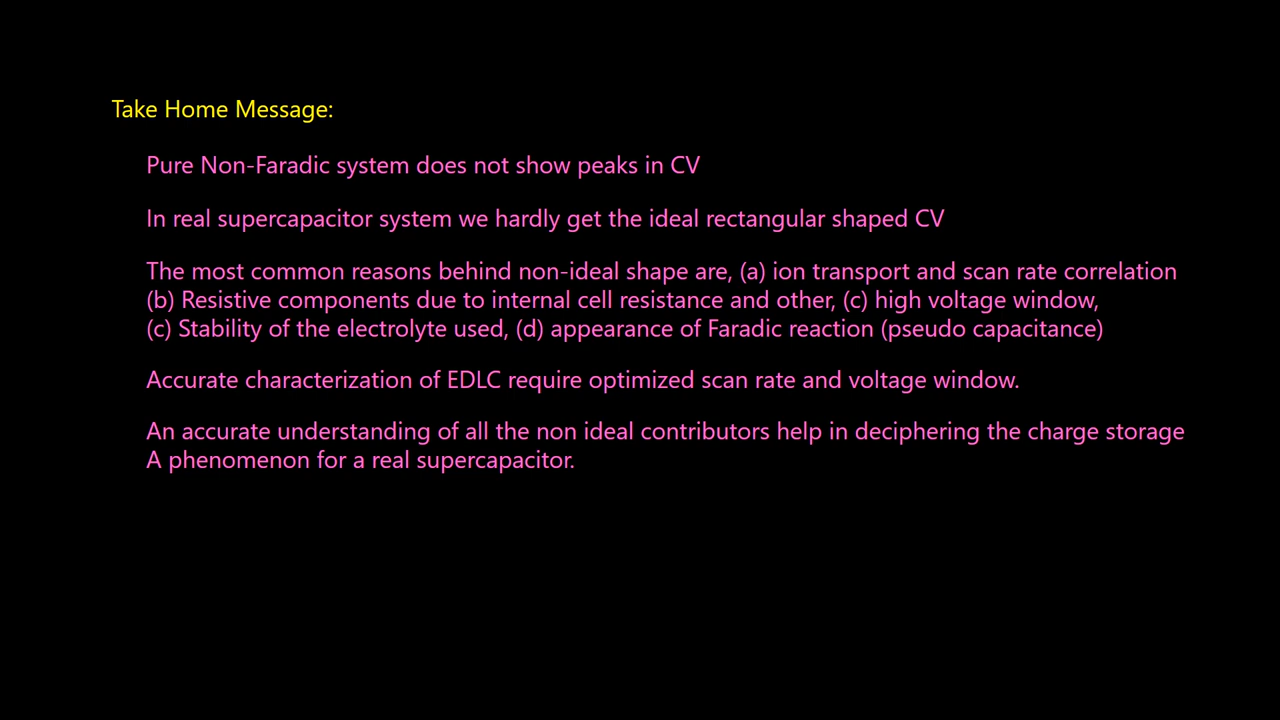 Take Home Message:
Pure Non-Faradic system does not show peaks in CV
In real supercapacitor system we hardly get the ideal rectangular shaped CV
The most common reasons behind non-ideal shape are, (a) ion transport and scan rate correlation
(b) Resistive components due to internal cell resistance and other, (c) high voltage window,
(c) Stability of the electrolyte used, (d) appearance of Faradic reaction (pseudo capacitance)
Accurate characterization of EDLC require optimized scan rate and voltage window.
An accurate understanding of all the non ideal contributors help in deciphering the charge storage
A phenomenon for a real supercapacitor.